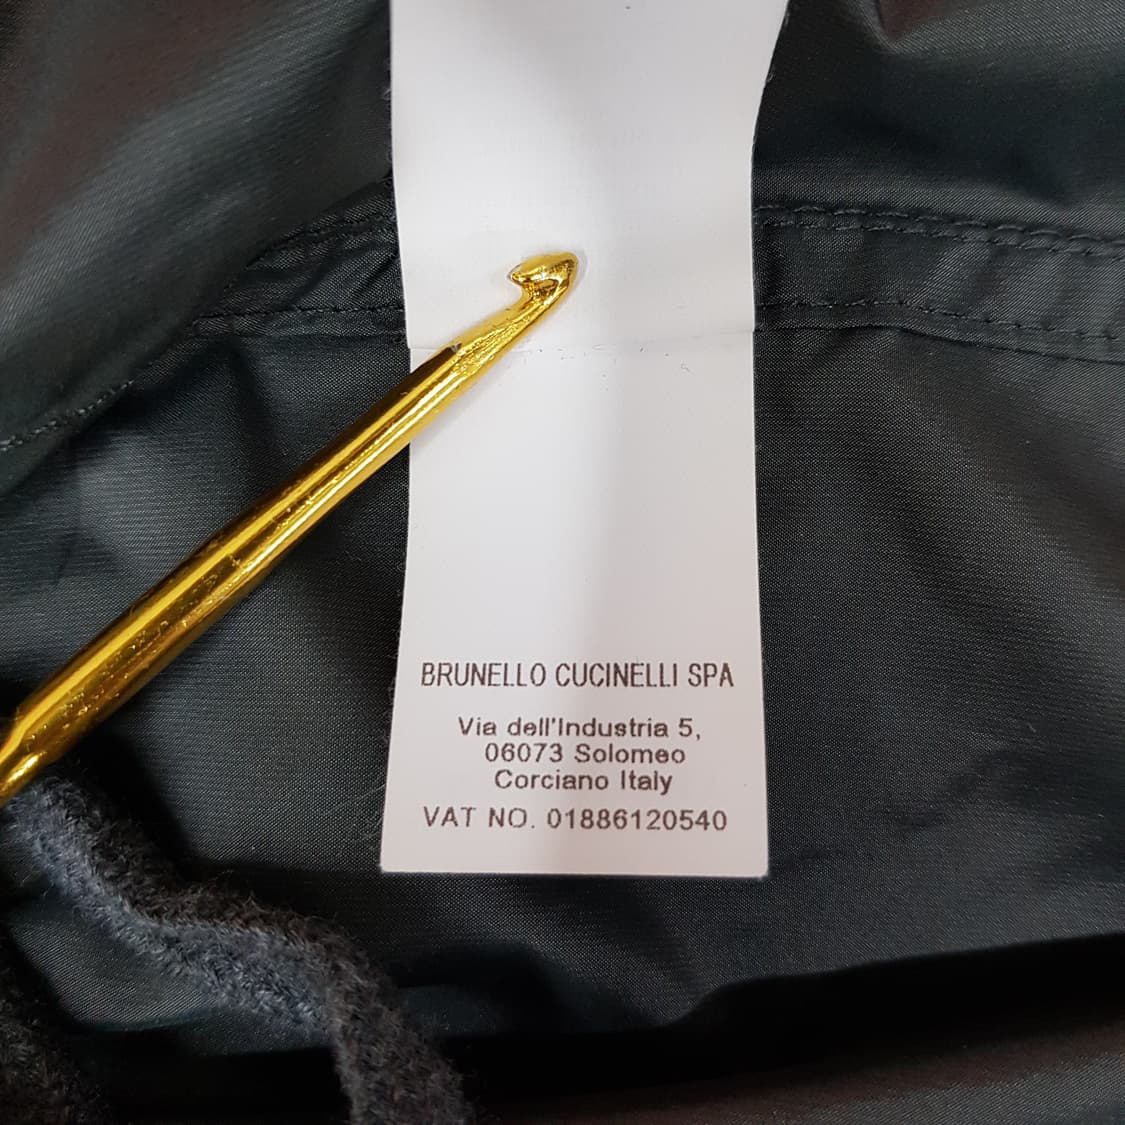 BRUNELLO CUCINELLI SPA
Via dell'Industria 5,
06073 Solomeo
Corciano Italy
VAT NO. 01886120540